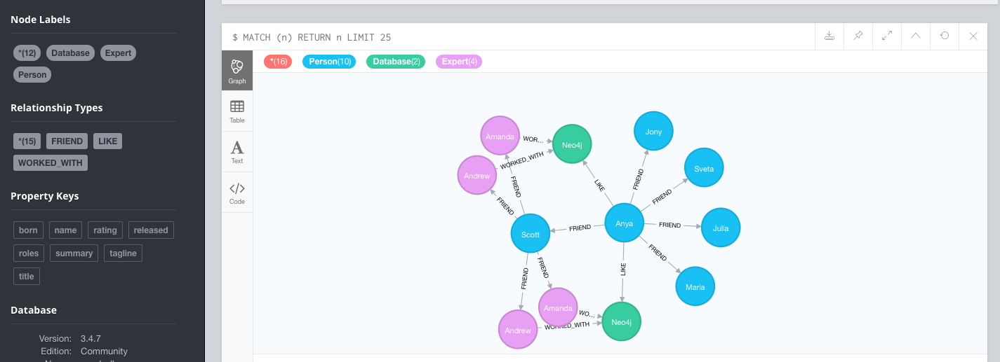 Node Labels
*(12) Database Expert
Person
Relationship Types
*(15) FRIEND LIKE
WORKED_WITH
Property Keys
born name rating released
roles summary tagline
title
Database
Version: 3.4.7
Edition: Community
$ MATCH (n) RETURN n LIMIT 25
*(16) Person(10) Database(2) Expert(4)
Graph
Table
Text
Code
Amanda
WOR...
Neo4j
Jony
Andrew
WORKED_WITH
Sveta
FRIEND
FRIEND
LIKE
FRIEND
FRIEND
Scott
FRIEND
Anya
FRIEND
Julia
FRIEND
FRIEND
FRIEND
LIKE
Maria
Amanda
WO...
Andrew
WORKED_WITH
Neo4j